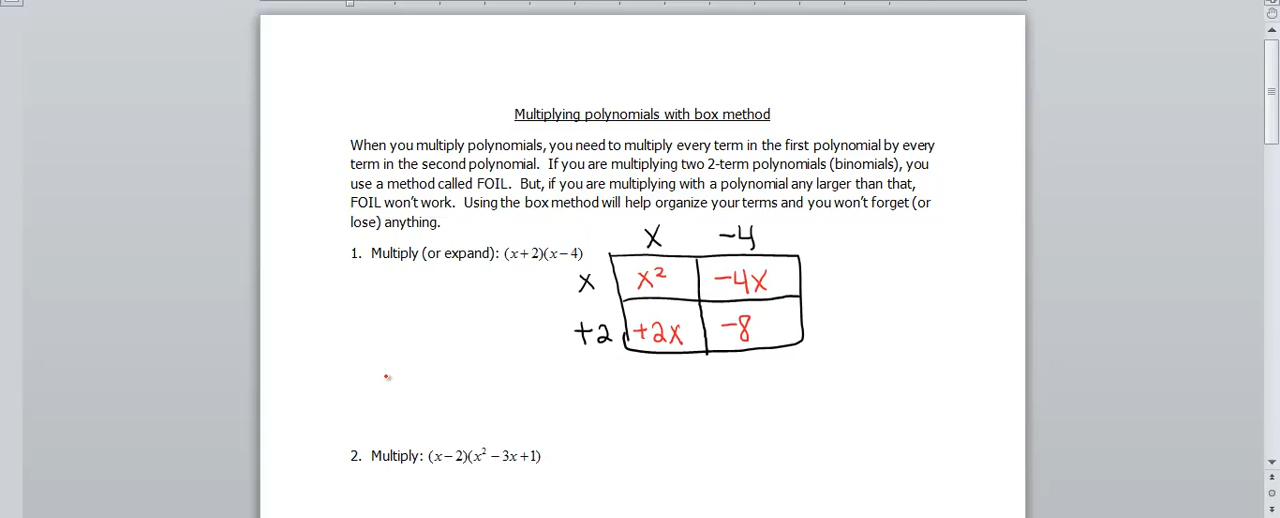 Multiplying polynomials with box method
When you multiply polynomials, you need to multiply every term in the first polynomial by every
term in the second polynomial.  If you are multiplying two 2-term polynomials (binomials), you
use a method called FOIL.  But, if you are multiplying with a polynomial any larger than that,
FOIL won't work.  Using the box method will help organize your terms and you won't forget (or
lose) anything.
x -4
1. Multiply (or expand): (x+2)(x−4)
x x² -4x
+2 +2x -8
2. Multiply: (x−2)(x²−3x+1)